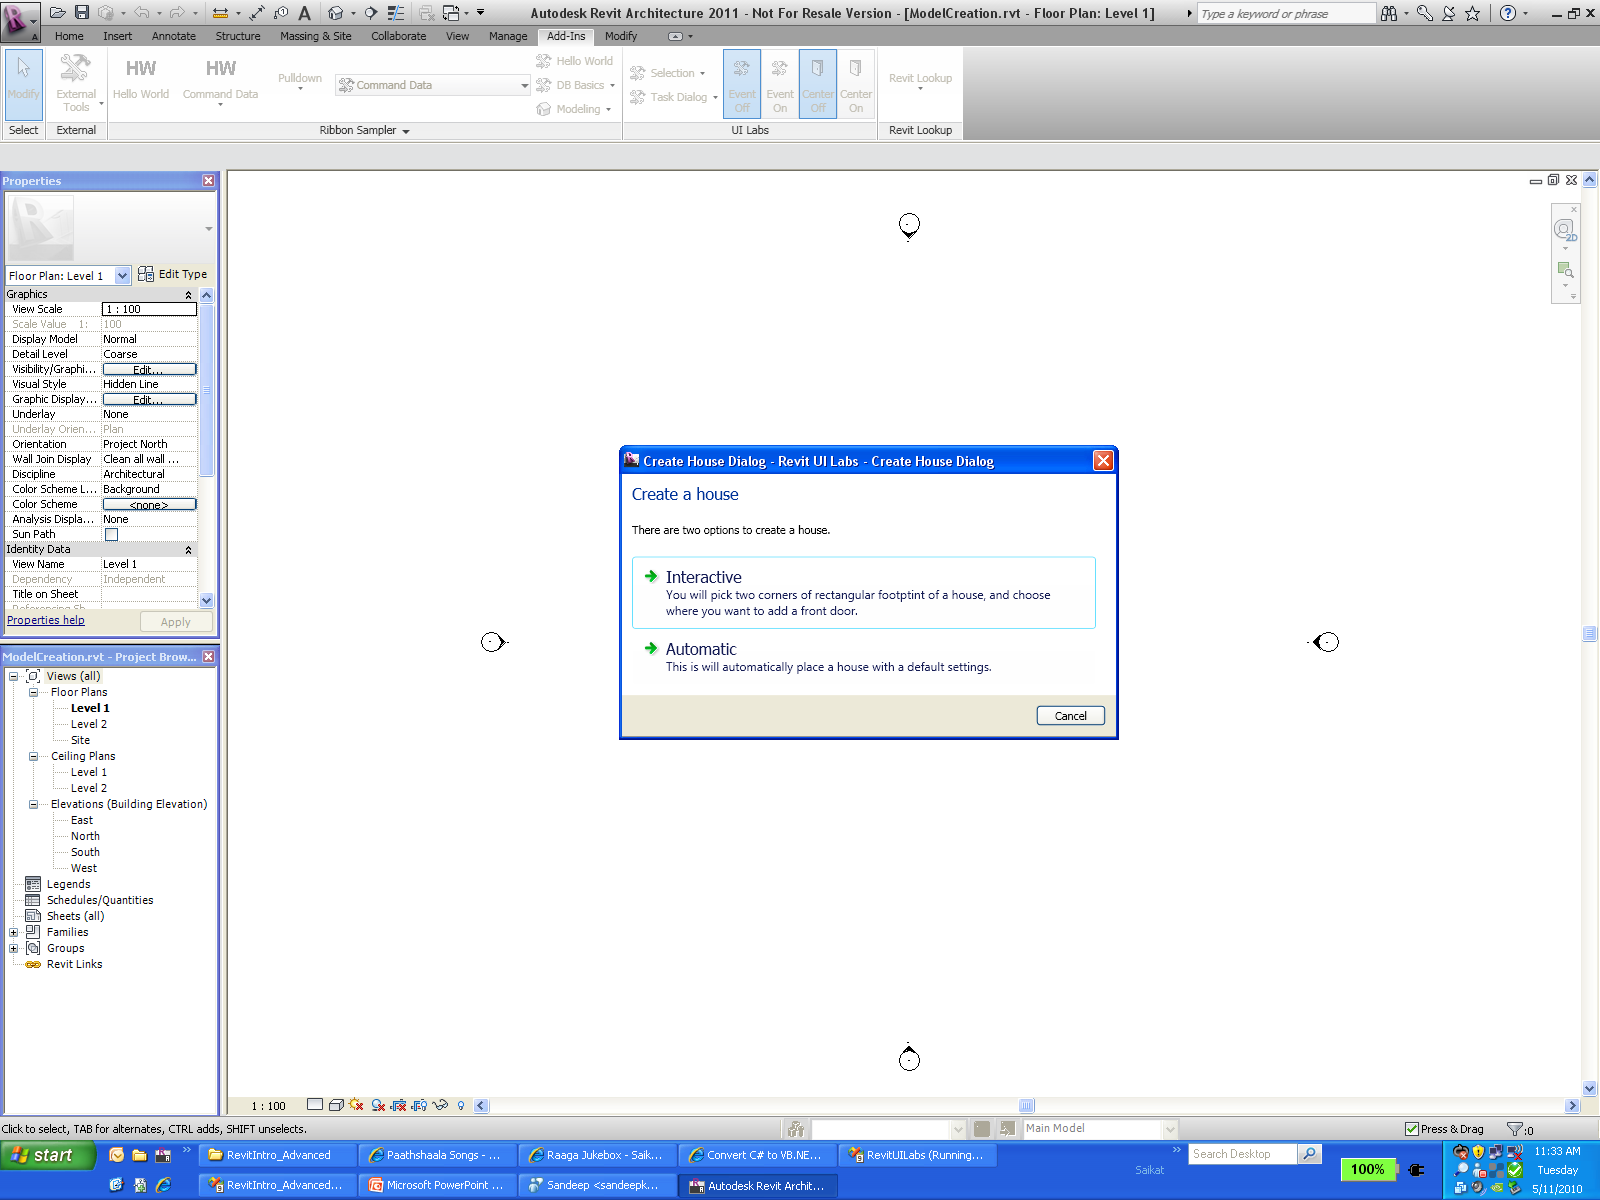 Autodesk Revit Architecture 2011 - Not For Resale Version - [ModelCreation.rvt - Floor Plan: Level 1]
Type a keyword or phrase
Home Insert Annotate Structure Massing & Site Collaborate View Manage Add-Ins Modify
Modify
External
Tools
HW
Hello World
HW
Command Data
Pulldown
Command Data
Hello World
DB Basics
Modeling
Selection
Task Dialog
Event
Off
Event
On
Center
Off
Center
On
Revit Lookup
Select External Ribbon Sampler UI Labs Revit Lookup
Properties
Floor Plan: Level 1 Edit Type
Graphics
View Scale 1 : 100
Scale Value 1: 100
Display Model Normal
Detail Level Coarse
Visibility/Graphi... Edit...
Visual Style Hidden Line
Graphic Display... Edit...
Underlay None
Underlay Orien... Plan
Orientation Project North
Wall Join Display Clean all wall ...
Discipline Architectural
Color Scheme L... Background
Color Scheme <none>
Analysis Displa... None
Sun Path
Identity Data
View Name Level 1
Dependency Independent
Title on Sheet
Properties help Apply
ModelCreation.rvt - Project Brow...
Views (all)
Floor Plans
Level 1
Level 2
Site
Ceiling Plans
Level 1
Level 2
Elevations (Building Elevation)
East
North
South
West
Legends
Schedules/Quantities
Sheets (all)
Families
Groups
Revit Links
2D
Create House Dialog - Revit UI Labs - Create House Dialog
Create a house
There are two options to create a house.
Interactive
You will pick two corners of rectangular footptint of a house, and choose
where you want to add a front door.
Automatic
This is will automatically place a house with a default settings.
Cancel
1 : 100
Click to select, TAB for alternates, CTRL adds, SHIFT unselects.
Main Model
Press & Drag
:0
start
RevitIntro_Advanced
Paathshaala Songs - ...
Raaga Jukebox - Saik...
Convert C# to VB.NE...
RevitUILabs (Running...
RevitIntro_Advanced...
Microsoft PowerPoint ...
Sandeep <sandeepk...
Autodesk Revit Archit...
Saikat
Search Desktop
100%
11:33 AM
Tuesday
5/11/2010